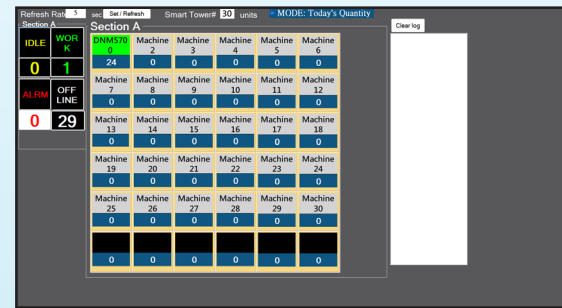 Refresh Rate 5 sec Set / Refresh Smart Tower# 30 units MODE: Today's Quantity
Section A
Section A
Clear log
IDLE
WOR
K
0
1
ALRM
OFF
LINE
0
29
DNM570
0
24
Machine
2
0
Machine
3
0
Machine
4
0
Machine
5
0
Machine
6
0
Machine
7
0
Machine
8
0
Machine
9
0
Machine
10
0
Machine
11
0
Machine
12
0
Machine
13
0
Machine
14
0
Machine
15
0
Machine
16
0
Machine
17
0
Machine
18
0
Machine
19
0
Machine
20
0
Machine
21
0
Machine
22
0
Machine
23
0
Machine
24
0
Machine
25
0
Machine
26
0
Machine
27
0
Machine
28
0
Machine
29
0
Machine
30
0
0
0
0
0
0
0